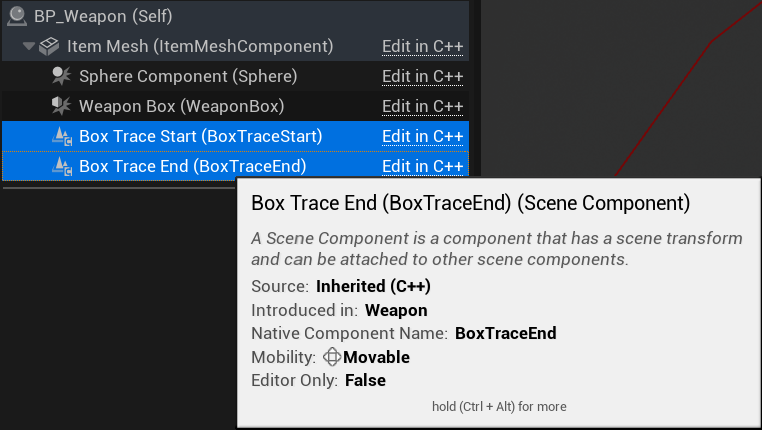 BP_Weapon (Self)
Item Mesh (ItemMeshComponent) Edit in C++
Sphere Component (Sphere) Edit in C++
Weapon Box (WeaponBox) Edit in C++
Box Trace Start (BoxTraceStart) Edit in C++
Box Trace End (BoxTraceEnd) Edit in C++
Box Trace End (BoxTraceEnd) (Scene Component)
A Scene Component is a component that has a scene transform
and can be attached to other scene components.
Source: Inherited (C++)
Introduced in: Weapon
Native Component Name: BoxTraceEnd
Mobility: Movable
Editor Only: False
hold (Ctrl + Alt) for more